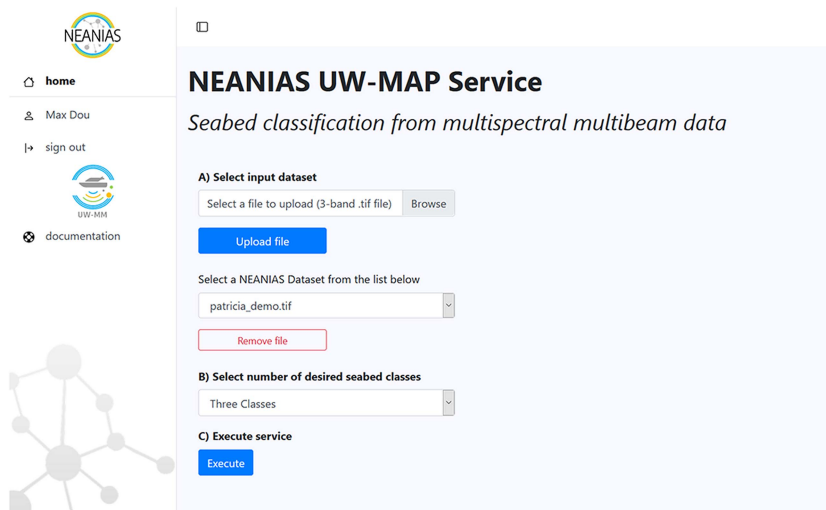 NEANIAS
home
Max Dou
sign out
UW-MM
documentation
NEANIAS UW-MAP Service
Seabed classification from multispectral multibeam data
A) Select input dataset
Select a file to upload (3-band .tif file) Browse
Upload file
Select a NEANIAS Dataset from the list below
patricia_demo.tif
Remove file
B) Select number of desired seabed classes
Three Classes
C) Execute service
Execute